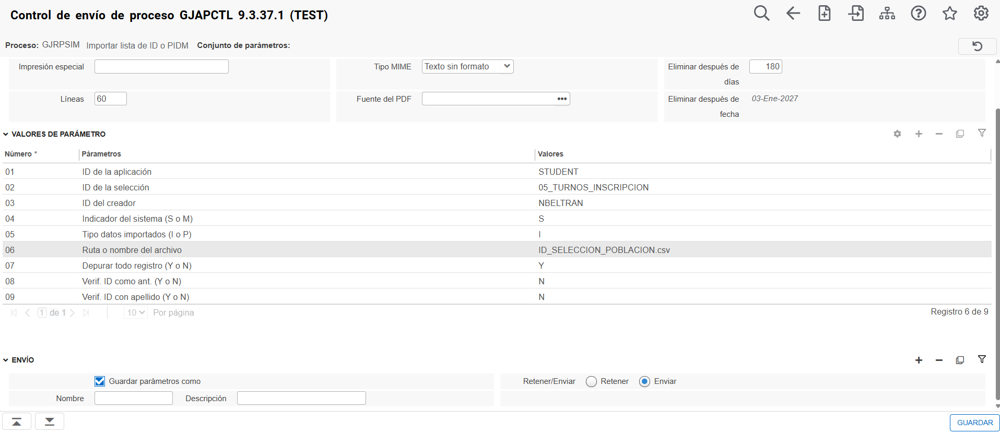 Control de envío de proceso GJAPCTL 9.3.37.1 (TEST)
Proceso: GJRPSIM Importar lista de ID o PIDM Conjunto de parámetros:
Impresión especial Tipo MIME Texto sin formato Eliminar después de días 180
Líneas 60 Fuente del PDF Eliminar después de fecha 03-Ene-2027
VALORES DE PARÁMETRO
Número * Párametros Valores
01 ID de la aplicación STUDENT
02 ID de la selección 05_TURNOS_INSCRIPCION
03 ID del creador NBELTRAN
04 Indicador del sistema (S o M) S
05 Tipo datos importados (I o P) I
06 Ruta o nombre del archivo ID_SELECCION_POBLACION.csv
07 Depurar todo registro (Y o N) Y
08 Verif. ID como ant. (Y o N) N
09 Verif. ID con apellido (Y o N) N
1 de 1 10 Por página Registro 6 de 9
ENVÍO
Guardar parámetros como Retener/Enviar Retener Enviar
Nombre Descripción
GUARDAR